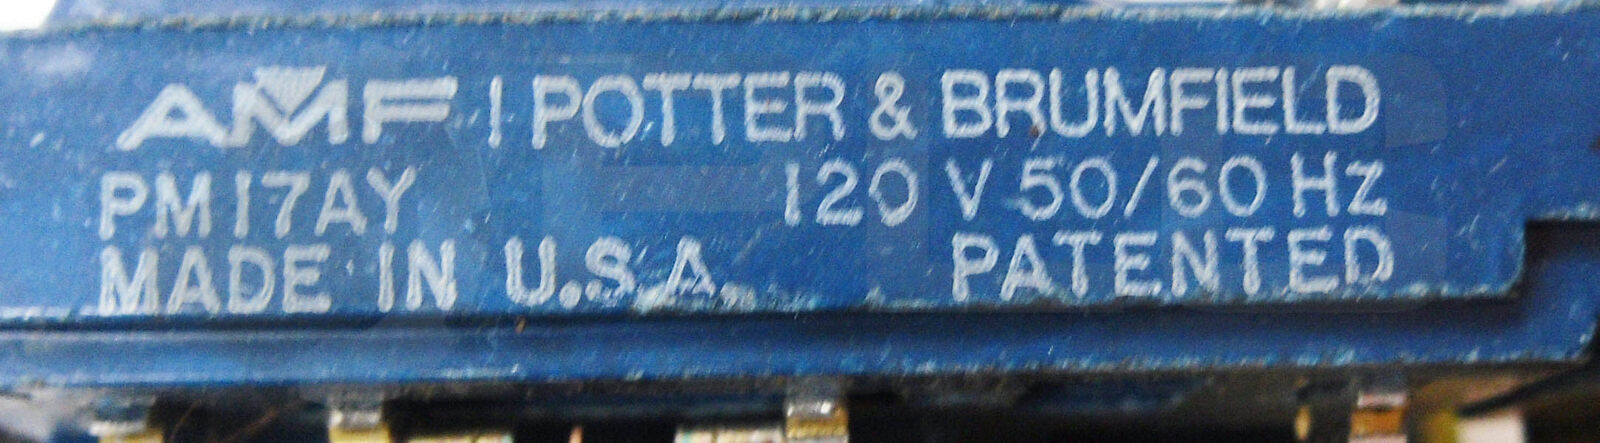 AMF | POTTER & BRUMFIELD
PM17AY 120 V 50/60 Hz
MADE IN U.S.A. PATENTED